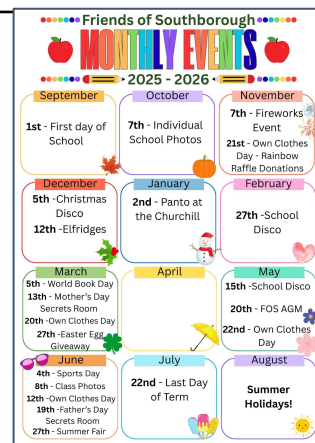 Friends of Southborough
MONTHLY EVENTS
2025 - 2026
September
1st - First day of
School
October
7th - Individual
School Photos
November
7th - Fireworks
Event
21st - Own Clothes
Day - Rainbow
Raffle Donations
December
5th -Christmas
Disco
12th -Elfridges
January
2nd - Panto at
the Churchill
February
27th -School
Disco
March
5th - World Book Day
13th - Mother's Day
Secrets Room
20th -Own Clothes Day
27th -Easter Egg
Giveaway
April
May
15th -School Disco
20th - FOS AGM
22nd - Own Clothes
Day
June
4th - Sports Day
8th - Class Photos
12th -Own Clothes Day
19th -Father's Day
Secrets Room
27th - Summer Fair
July
22nd - Last Day
of Term
August
Summer
Holidays!